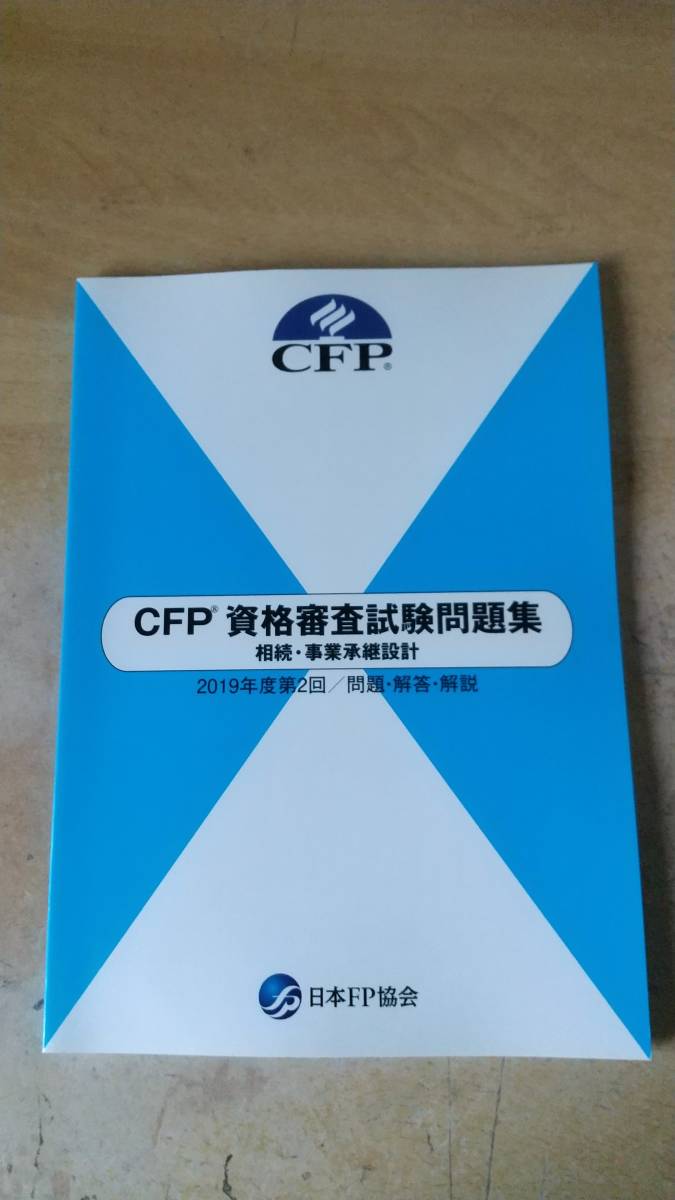 CFP®
CFP® 資格審査試験問題集
相続・事業承継設計
2019年度第2回／問題・解答・解説
日本FP協会